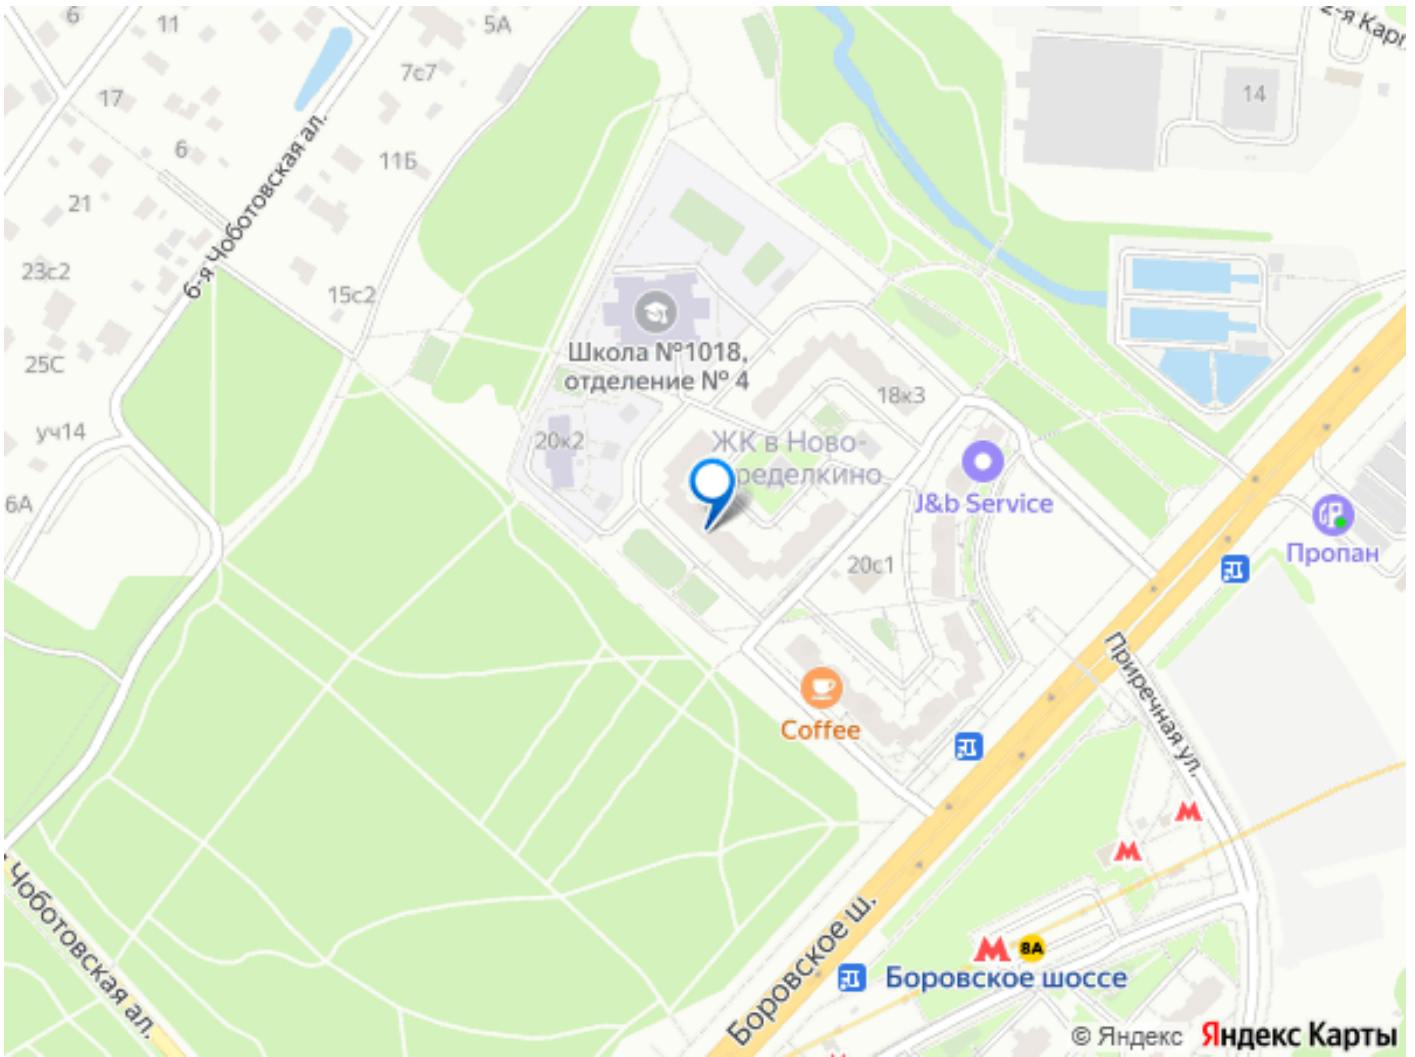 6
11
5А
2-я Карп
7с7
17
14
6
11Б
6-я Чоботовская ал.
21
23с2
15с2
Школа №1018,
отделение № 4
25С
18к3
уч14
20к2
ЖК в Ново-
ределкино
6А
J&b Service
Пропан
20с1
Приречная ул.
Coffee
Чоботовская ал.
Боровское ш.
8А
Боровское шоссе
© Яндекс Яндекс Карты